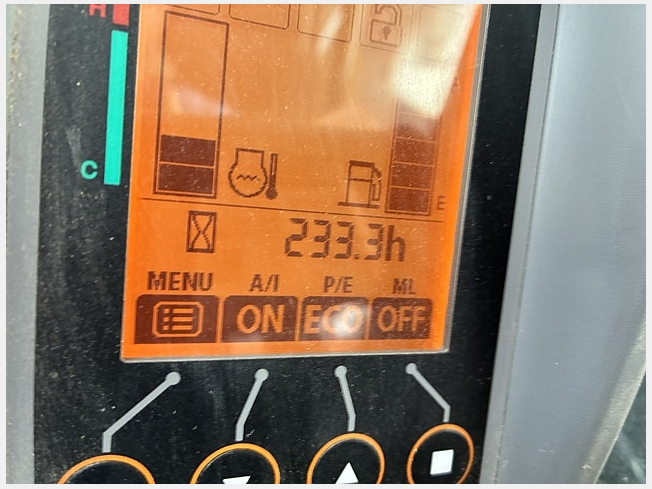 H
C
E
233.3h
MENU A/I P/E ML
ON ECO OFF